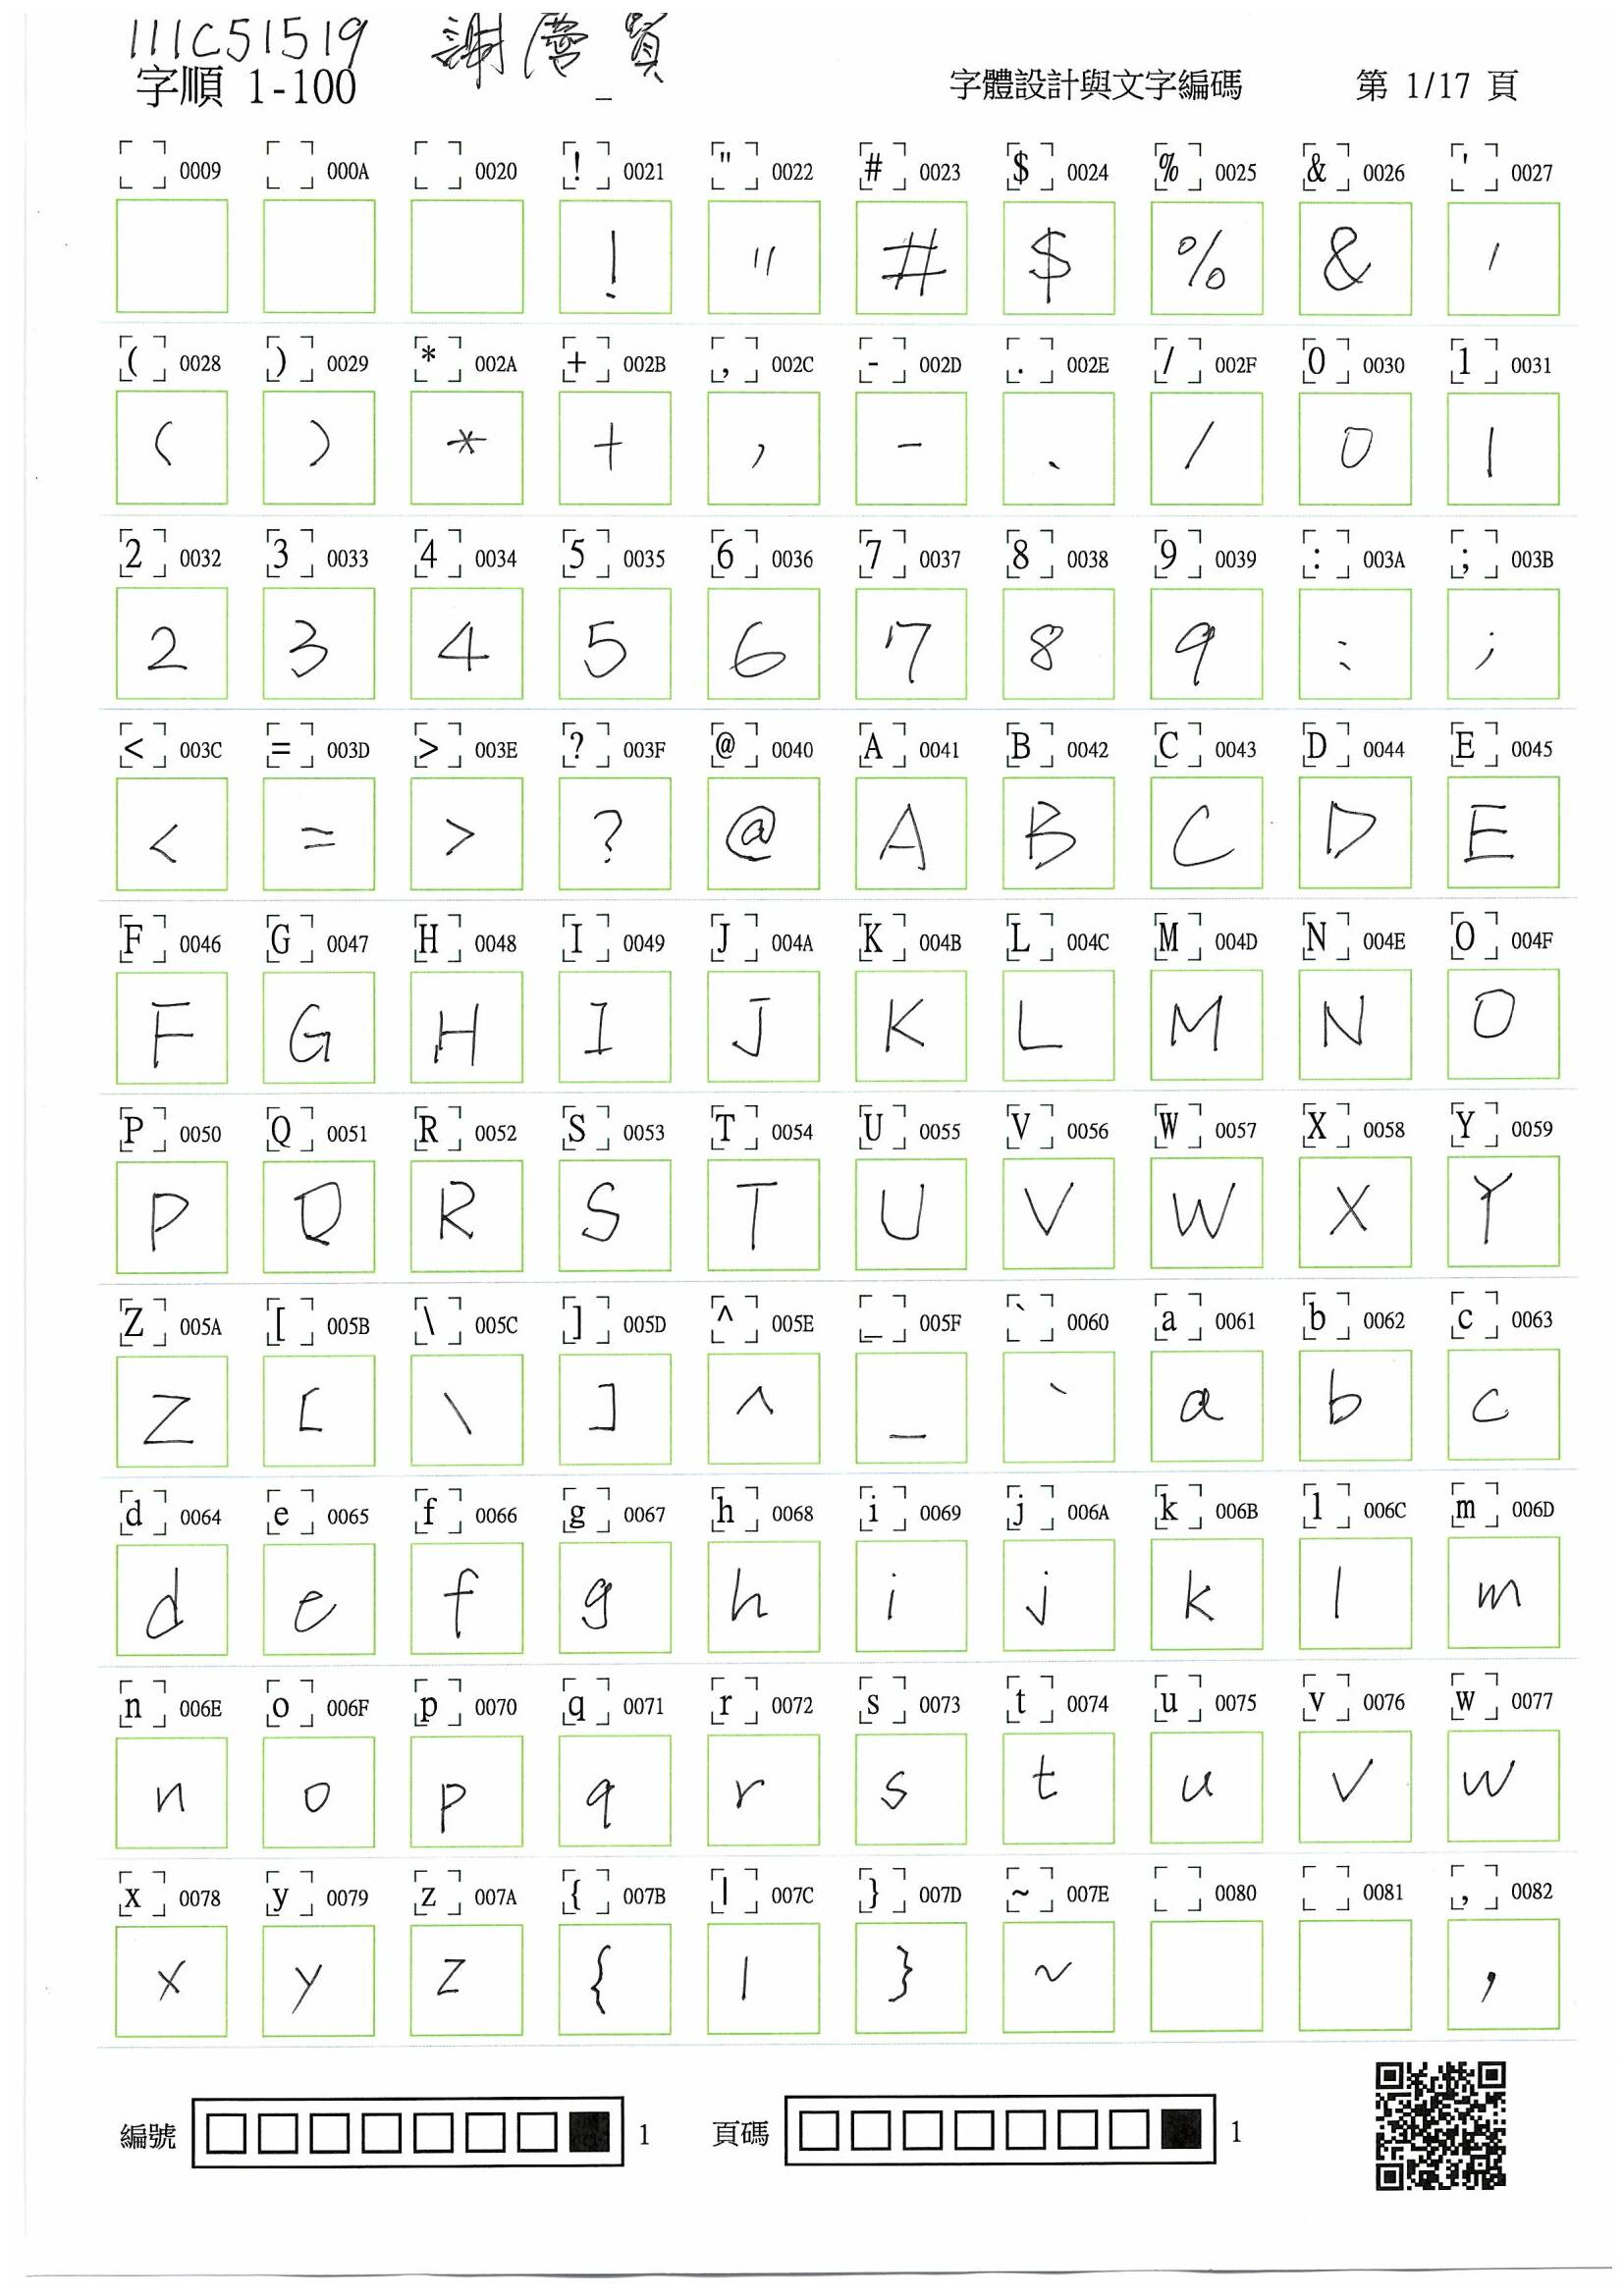 111C51519 謝 賢
字順 1-100 _ 字體設計與文字編碼 第 1/17 頁
0009 000A 0020 ! 0021 " 0022 # 0023 $ 0024 % 0025 & 0026 ' 0027
! " # $ % & '
( 0028 ) 0029 * 002A + 002B , 002C - 002D . 002E / 002F 0 0030 1 0031
( ) * + , - . / 0 1
2 0032 3 0033 4 0034 5 0035 6 0036 7 0037 8 0038 9 0039 : 003A ; 003B
2 3 4 5 6 7 8 9 : ;
< 003C = 003D > 003E ? 003F @ 0040 A 0041 B 0042 C 0043 D 0044 E 0045
< = > ? @ A B C D E
F 0046 G 0047 H 0048 I 0049 J 004A K 004B L 004C M 004D N 004E O 004F
F G H I J K L M N O
P 0050 Q 0051 R 0052 S 0053 T 0054 U 0055 V 0056 W 0057 X 0058 Y 0059
P Q R S T U V W X Y
Z 005A [ 005B \ 005C ] 005D ^ 005E _ 005F ` 0060 a 0061 b 0062 c 0063
Z [ \ ] ^ _ ` a b c
d 0064 e 0065 f 0066 g 0067 h 0068 i 0069 j 006A k 006B l 006C m 006D
d e f g h i j k l m
n 006E o 006F p 0070 q 0071 r 0072 s 0073 t 0074 u 0075 v 0076 w 0077
n o p q r s t u v w
x 0078 y 0079 z 007A { 007B | 007C } 007D ~ 007E 0080 0081 , 0082
x y z { | } ~ ,
編號 1 頁碼 1